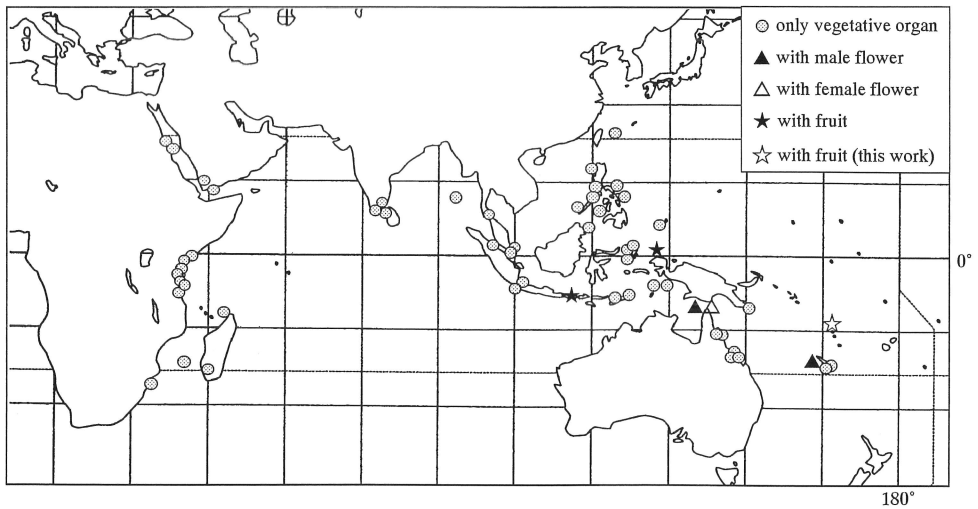 only vegetative organ
with male flower
with female flower
with fruit
with fruit (this work)
0°
180°